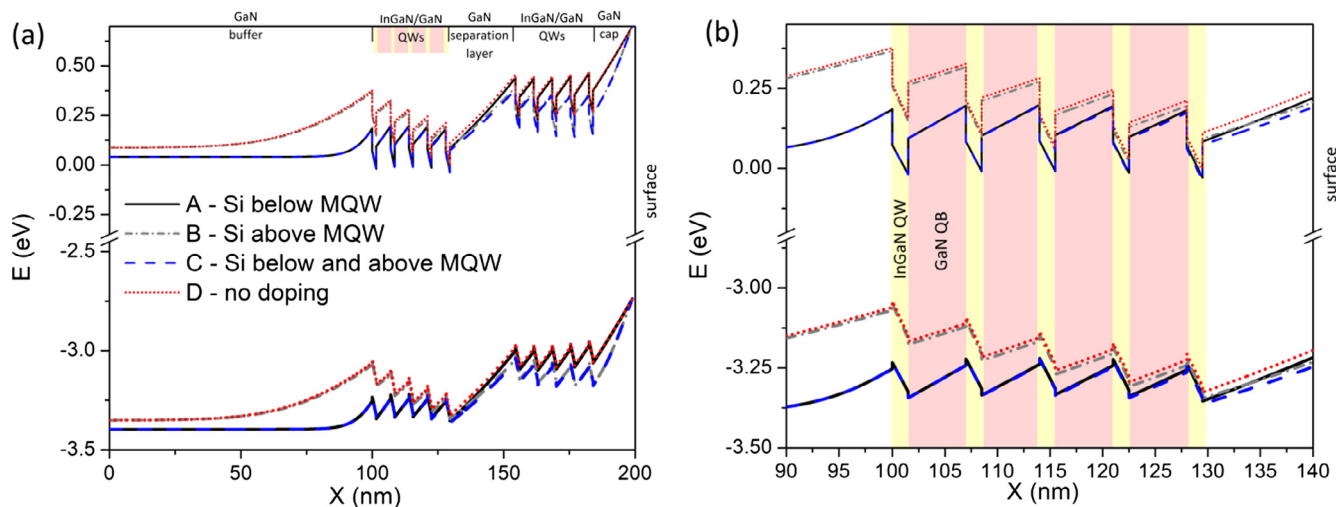 (a)
GaN
buffer
InGaN/GaN
QWs
GaN
separation
layer
InGaN/GaN
QWs
GaN
cap
0.50
0.25
0.00
-0.25
-2.5
-3.0
-3.5
E (eV)
A - Si below MQW
B - Si above MQW
C - Si below and above MQW
D - no doping
surface
0
50
100
150
200
X (nm)
(b)
0.25
0.00
-3.00
-3.25
-3.50
E (eV)
InGaN QW
GaN QB
surface
90
95
100
105
110
115
120
125
130
135
140
X (nm)